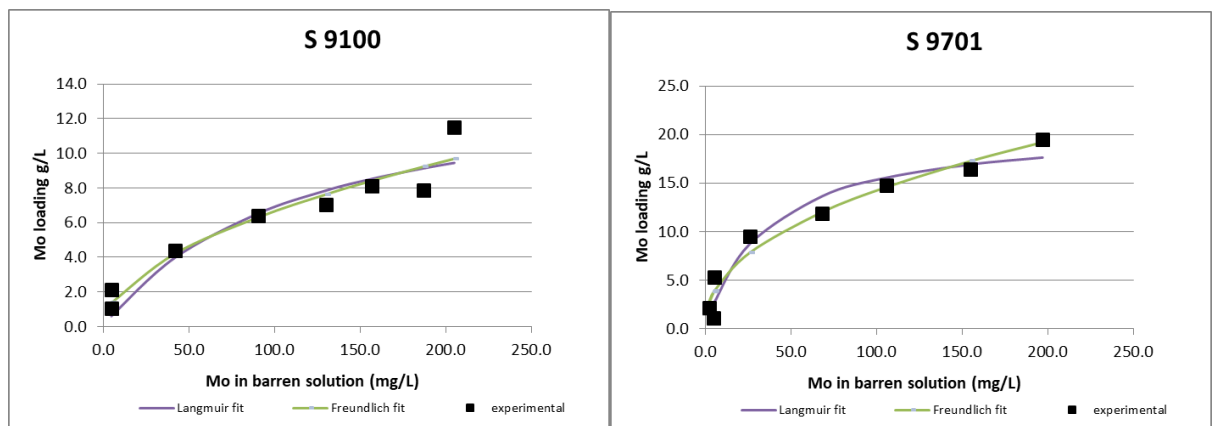 S 9100
14.0
12.0
10.0
8.0
6.0
4.0
2.0
0.0
Mo loading g/L
0.0 50.0 100.0 150.0 200.0 250.0
Mo in barren solution (mg/L)
Langmuir fit Freundlich fit experimental
S 9701
25.0
20.0
15.0
10.0
5.0
0.0
Mo loading g/L
0.0 50.0 100.0 150.0 200.0 250.0
Mo in barren solution (mg/L)
Langmuir fit Freundlich fit experimental